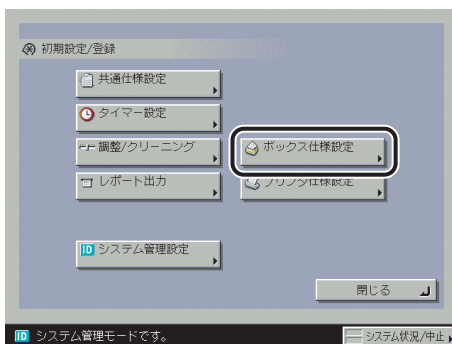 初期設定/登録
共通仕様設定
タイマー設定
調整/クリーニング
ボックス仕様設定
レポート出力
プリンタ仕様設定
ID システム管理設定
閉じる
ID システム管理モードです。
システム状況/中止